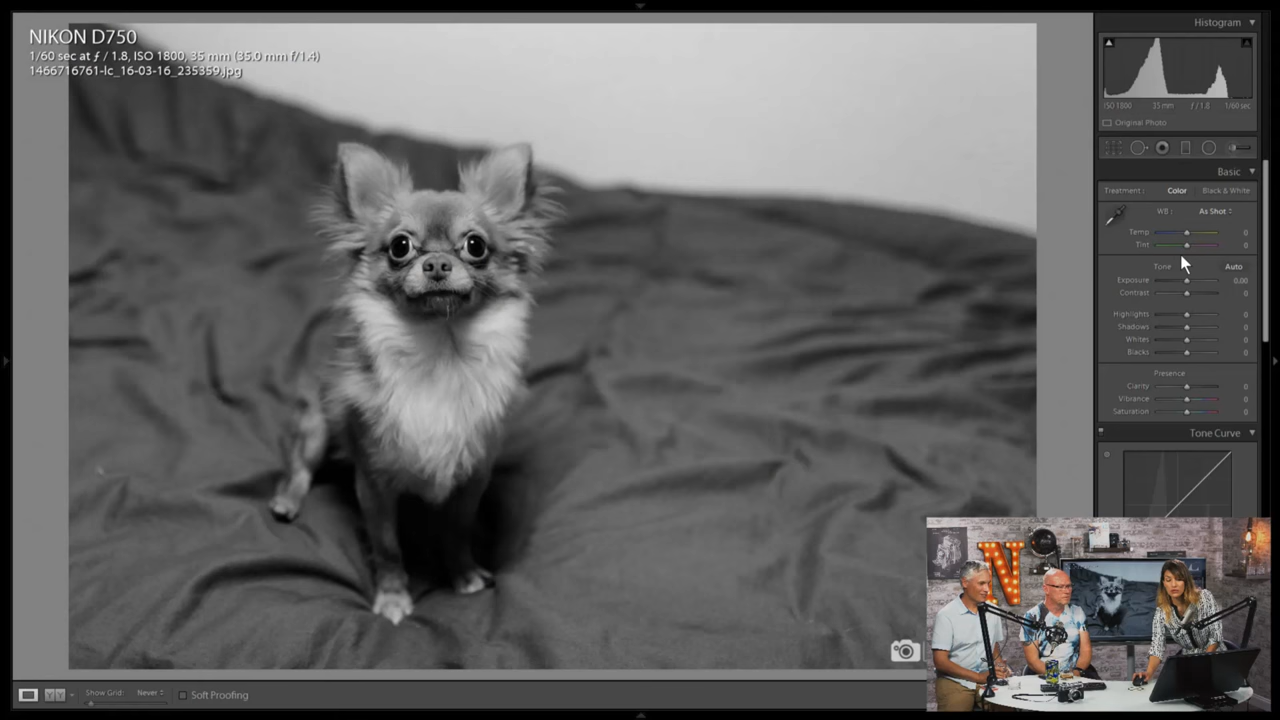 NIKON D750
1/60 sec at ƒ / 1.8, ISO 1800, 35 mm (35.0 mm f/1.4)
1466716761-lc_16-03-16_235359.jpg
Histogram
ISO 1800 35 mm ƒ / 1.8 1/60 sec
Original Photo
Basic
Treatment : Color Black & White
WB : As Shot
Temp 0
Tint 0
Tone Auto
Exposure 0.00
Contrast 0
Highlights 0
Shadows 0
Whites 0
Blacks 0
Presence
Clarity 0
Vibrance 0
Saturation 0
Tone Curve
N
YY Show Grid: Never Soft Proofing